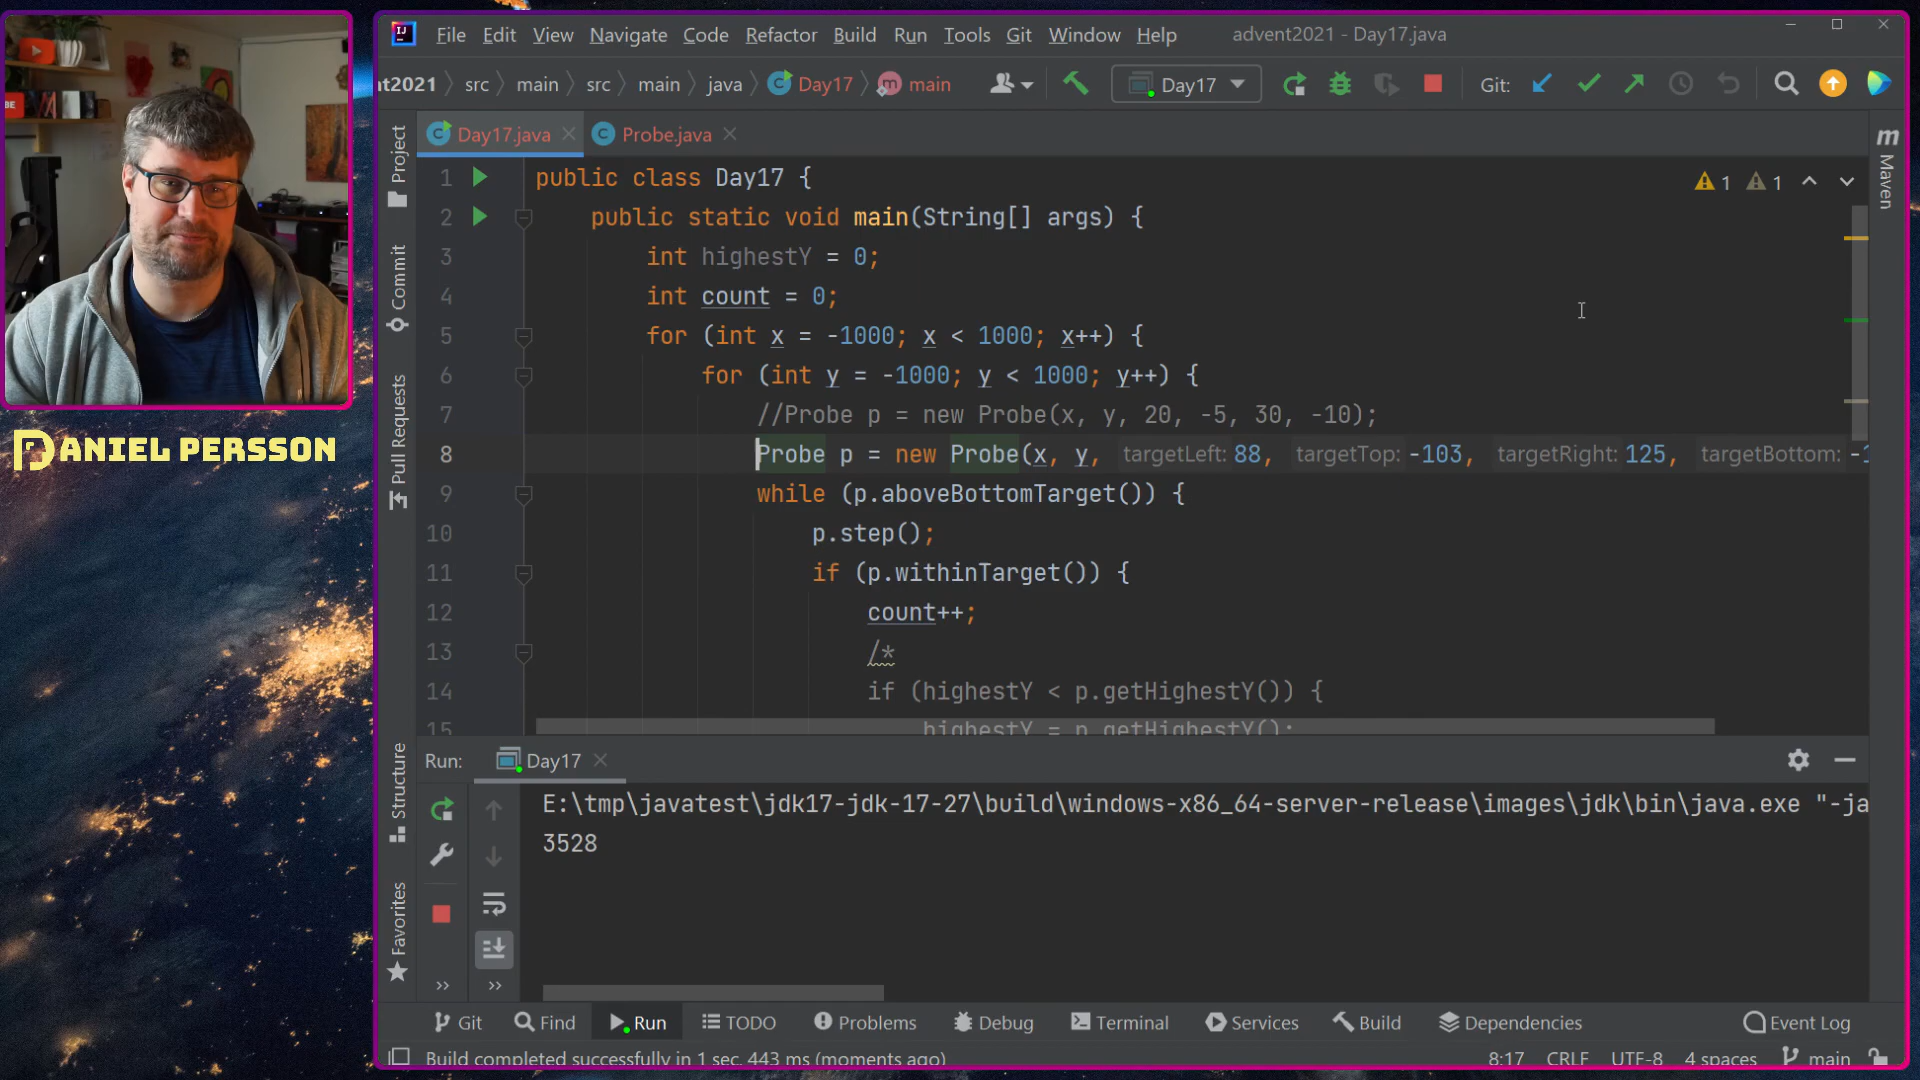 File Edit View Navigate Code Refactor Build Run Tools Git Window Help advent2021 - Day17.java
nt2021 src main src main java Day17 main Day17 Git:
Day17.java Probe.java
DANIEL PERSSON
Project
Commit
Pull Requests
Structure
Favorites
Maven
1 public class Day17 {
1 1
2 public static void main(String[] args) {
3 int highestY = 0;
4 int count = 0;
5 for (int x = -1000; x < 1000; x++) {
6 for (int y = -1000; y < 1000; y++) {
7 //Probe p = new Probe(x, y, 20, -5, 30, -10);
8 Probe p = new Probe(x, y, targetLeft: 88, targetTop: -103, targetRight: 125, targetBottom: -1
9 while (p.aboveBottomTarget()) {
10 p.step();
11 if (p.withinTarget()) {
12 count++;
13 /*
14 if (highestY < p.getHighestY()) {
15 highestY = p.getHighestY();
Run: Day17
E:\tmp\javatest\jdk17-jdk-17-27\build\windows-x86_64-server-release\images\jdk\bin\java.exe "-ja
3528
Git Find Run TODO Problems Debug Terminal Services Build Dependencies Event Log
Build completed successfully in 1 sec, 443 ms (moments ago) 8:17 CRLF UTF-8 4 spaces main